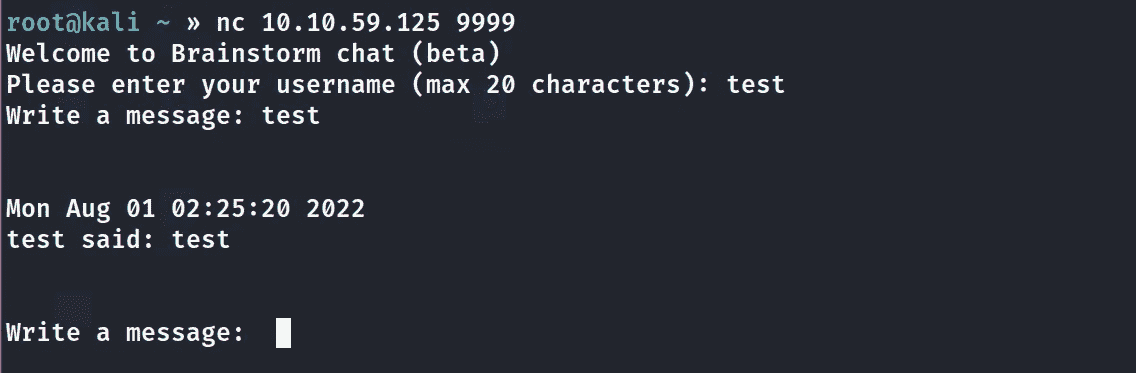 root@kali ~ » nc 10.10.59.125 9999
Welcome to Brainstorm chat (beta)
Please enter your username (max 20 characters): test
Write a message: test
Mon Aug 01 02:25:20 2022
test said: test
Write a message: